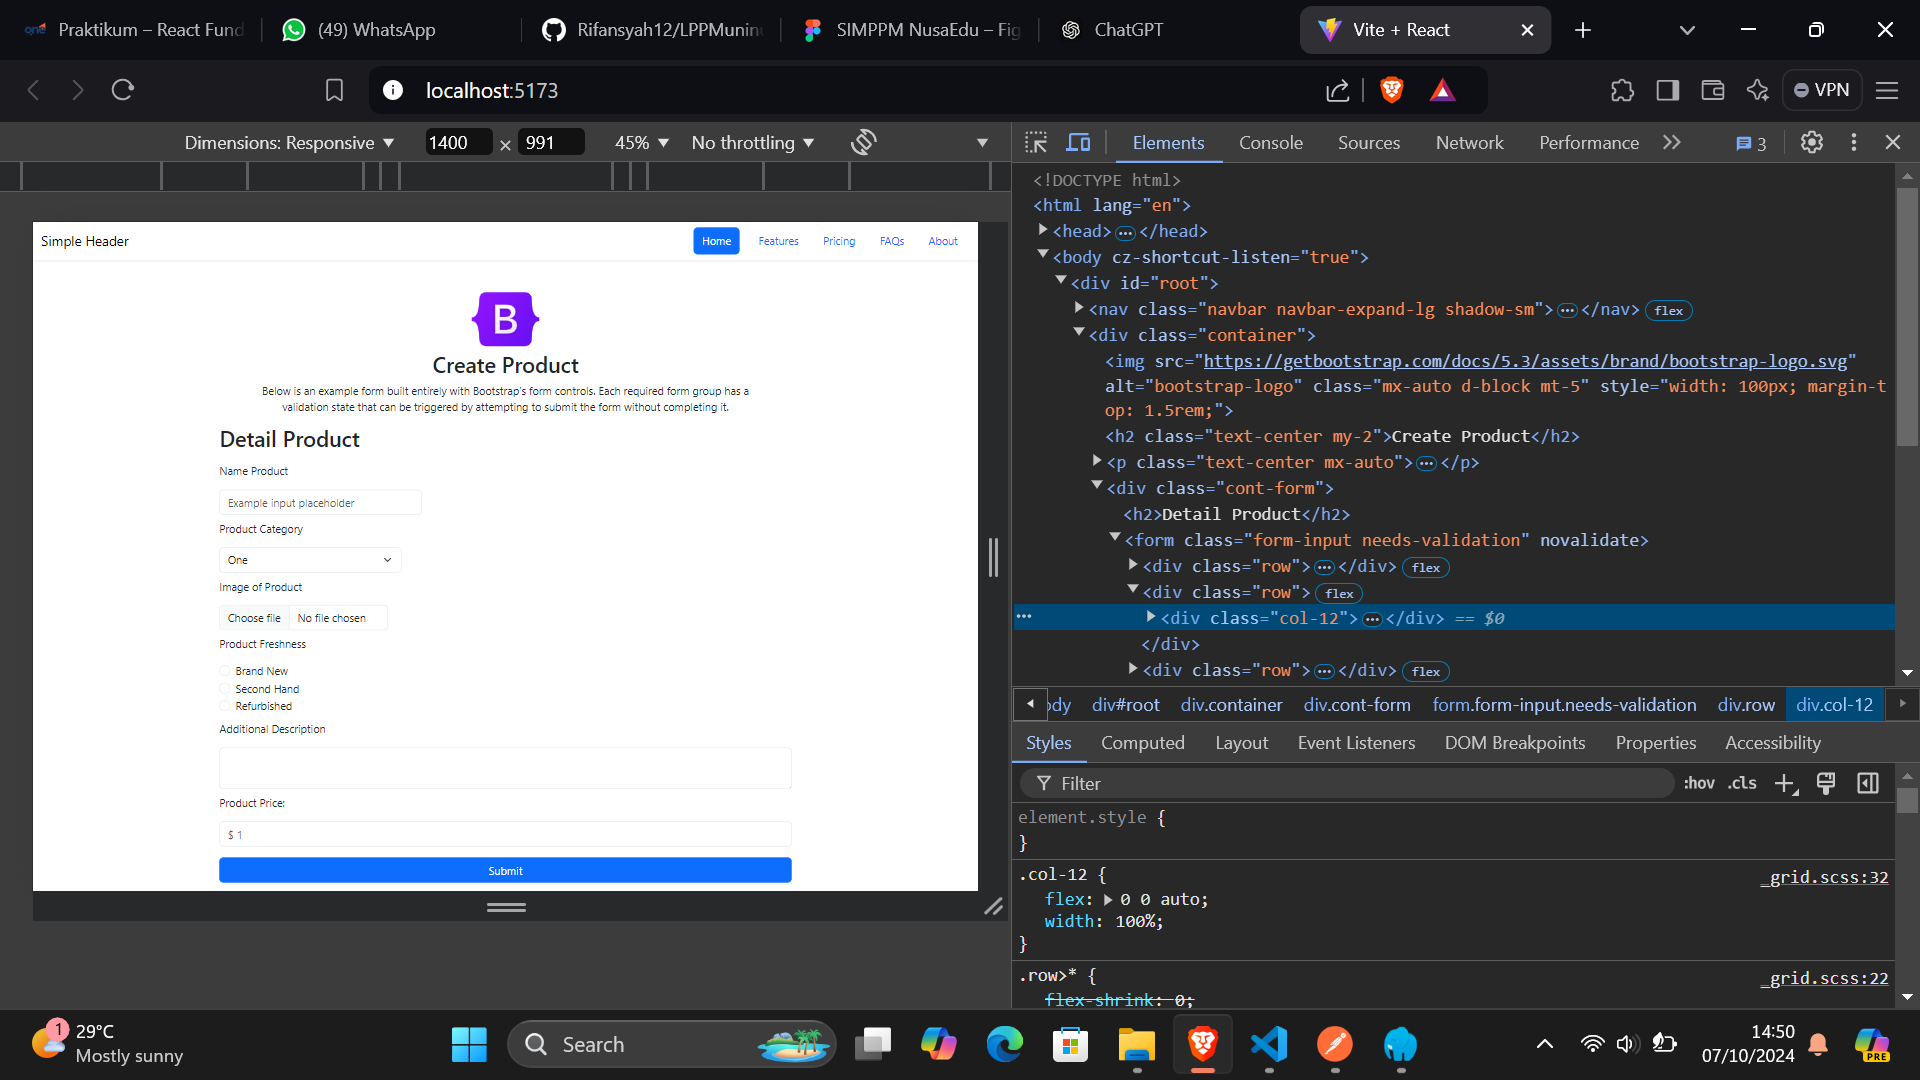 Praktikum – React Fund
(49) WhatsApp
Rifansyah12/LPPMuninu
SIMPPM NusaEdu – Fig
ChatGPT
Vite + React
localhost:5173
VPN
Dimensions: Responsive
1400 × 991
45%
No throttling
Elements
Console
Sources
Network
Performance
3
Simple Header
Home
Features
Pricing
FAQs
About
B
Create Product
Below is an example form built entirely with Bootstrap's form controls. Each required form group has a
validation state that can be triggered by attempting to submit the form without completing it.
Detail Product
Name Product
Example input placeholder
Product Category
One
Image of Product
Choose file No file chosen
Product Freshness
Brand New
Second Hand
Refurbished
Additional Description
Product Price:
$ 1
Submit
<!DOCTYPE html>
<html lang="en">
<head>…</head>
<body cz-shortcut-listen="true">
<div id="root">
<nav class="navbar navbar-expand-lg shadow-sm">…</nav> flex
<div class="container">
<img src="https://getbootstrap.com/docs/5.3/assets/brand/bootstrap-logo.svg"
alt="bootstrap-logo" class="mx-auto d-block mt-5" style="width: 100px; margin-t
op: 1.5rem;">
<h2 class="text-center my-2">Create Product</h2>
<p class="text-center mx-auto">…</p>
<div class="cont-form">
<h2>Detail Product</h2>
<form class="form-input needs-validation" novalidate>
<div class="row">…</div> flex
<div class="row"> flex
<div class="col-12">…</div> == $0
</div>
<div class="row">…</div> flex
ody
div#root
div.container
div.cont-form
form.form-input.needs-validation
div.row
div.col-12
Styles
Computed
Layout
Event Listeners
DOM Breakpoints
Properties
Accessibility
Filter
:hov
.cls
element.style {
}
.col-12 {
_grid.scss:32
flex: 0 0 auto;
width: 100%;
}
.row>* {
_grid.scss:22
flex-shrink: 0;
1
29°C
Mostly sunny
Search
14:50
07/10/2024
PRE